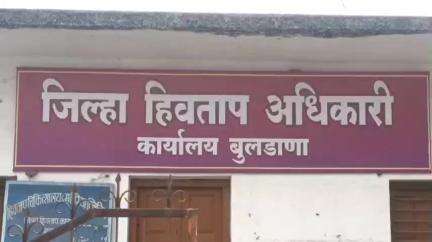 जिल्हा हिवताप अधिकारी
कार्यालय बुलडाणा